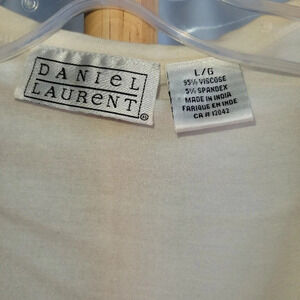 DANIEL
LAURENT
®
L/G
95% VISCOSE
5% SPANDEX
MADE IN INDIA
FABRIQUE EN INDE
CA # 12042